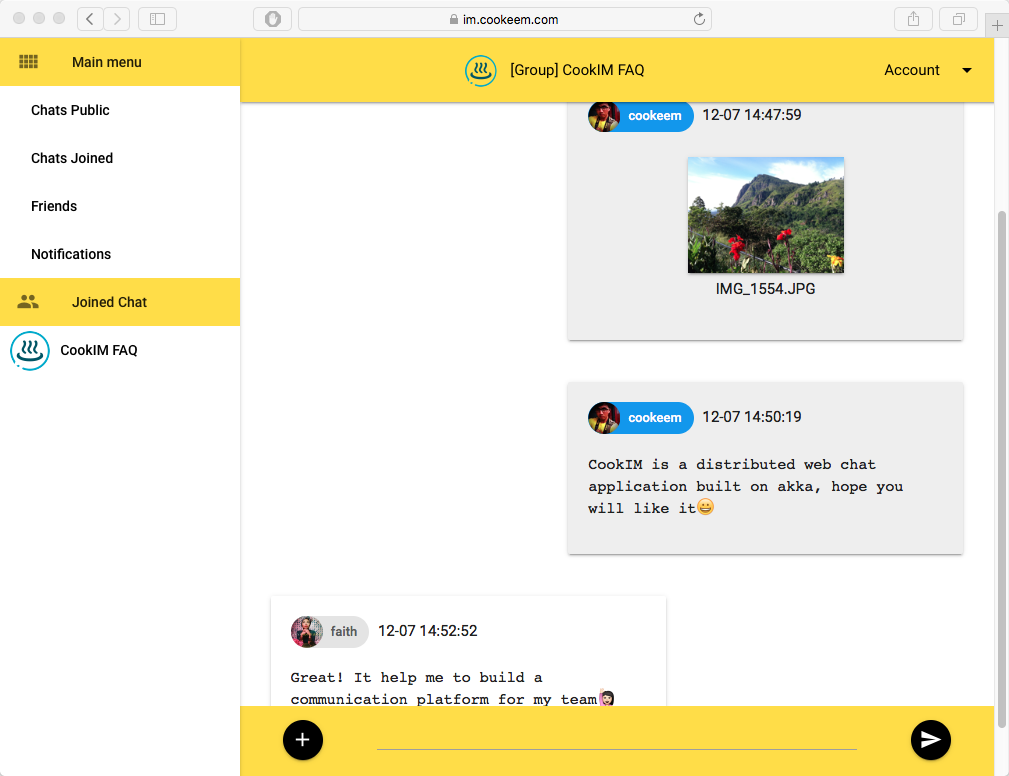 im.cookeem.com
Main menu
Chats Public
Chats Joined
Friends
Notifications
Joined Chat
CookIM FAQ
[Group] CookIM FAQ
Account
cookeem 12-07 14:47:59
IMG_1554.JPG
cookeem 12-07 14:50:19
CookIM is a distributed web chat
application built on akka, hope you
will like it😀
faith 12-07 14:52:52
Great! It help me to build a
communication platform for my team🙋🏻